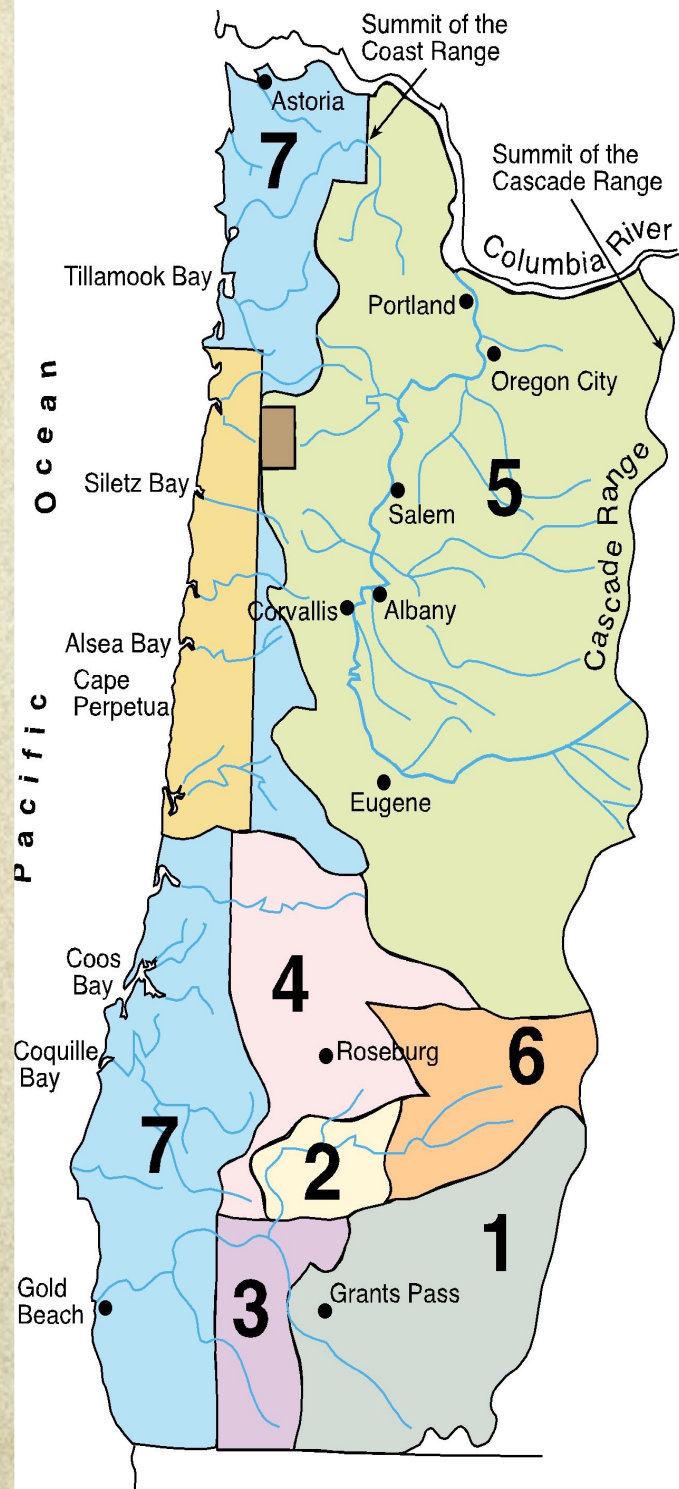 Summit of the
Coast Range
Astoria
7
Summit of the
Cascade Range
Columbia River
Tillamook Bay
Portland
Oregon City
Pacific Ocean
Siletz Bay
5
Salem
Cascade Range
Corvallis
Albany
Alsea Bay
Cape
Perpetua
Eugene
Coos
Bay
4
Coquille
Bay
Roseburg
6
7
2
1
Gold
Beach
3
Grants Pass